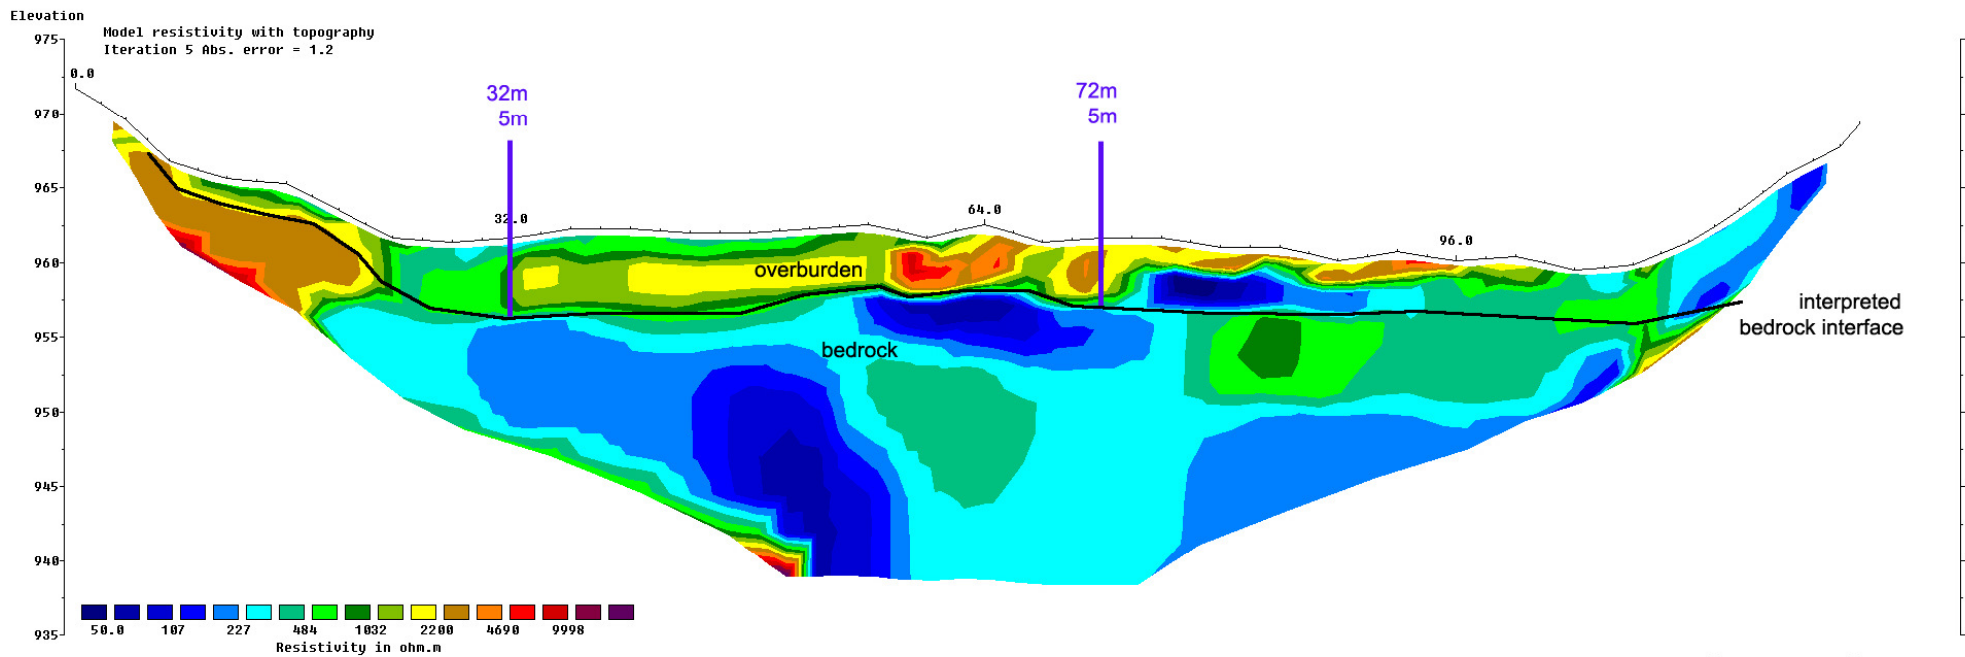 Elevation
975
Model resistivity with topography
Iteration 5 Abs. error = 1.2
0.0
32m
5m
72m
5m
970
965
32.0
64.0
96.0
960
overburden
interpreted
bedrock interface
955
bedrock
950
945
940
935
50.0 107 227 484 1032 2200 4690 9998
Resistivity in ohm.m